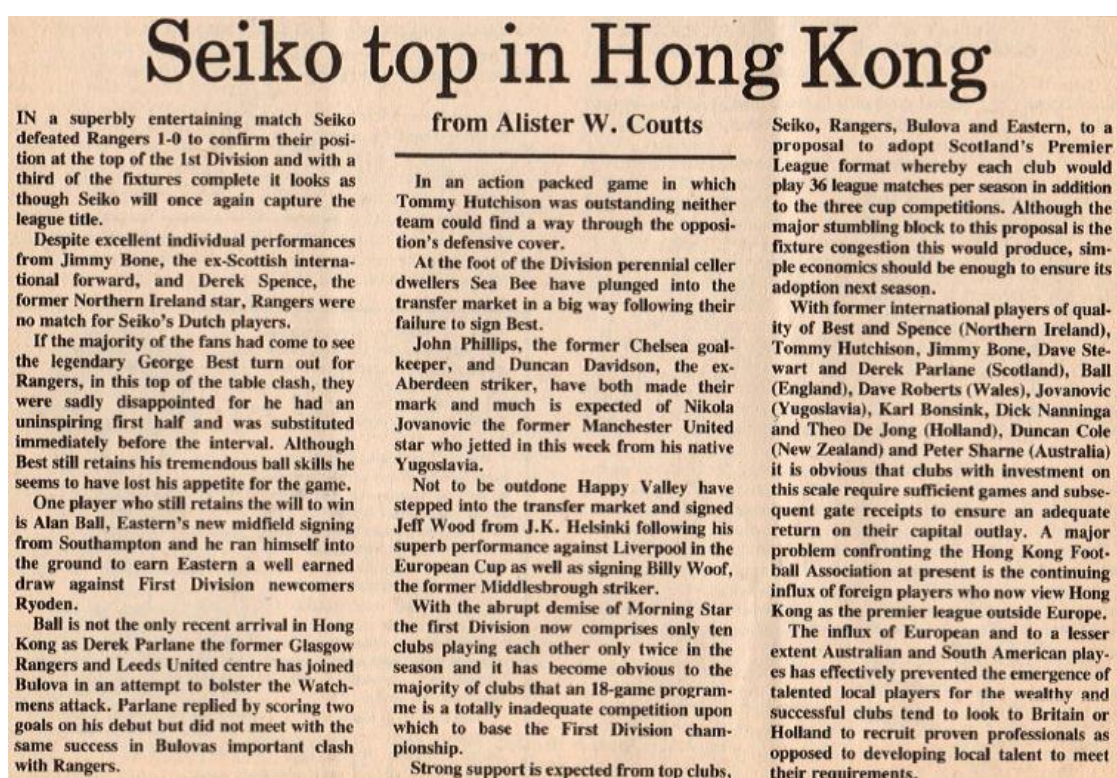 Seiko top in Hong Kong
IN a superbly entertaining match Seiko
defeated Rangers 1-0 to confirm their posi-
tion at the top of the 1st Division and with a
third of the fixtures complete it looks as
though Seiko will once again capture the
league title.
Despite excellent individual performances
from Jimmy Bone, the ex-Scottish interna-
tional forward, and Derek Spence, the
former Northern Ireland star, Rangers were
no match for Seiko's Dutch players.
If the majority of the fans had come to see
the legendary George Best turn out for
Rangers, in this top of the table clash, they
were sadly disappointed for he had an
uninspiring first half and was substituted
immediately before the interval. Although
Best still retains his tremendous ball skills he
seems to have lost his appetite for the game.
One player who still retains the will to win
is Alan Ball, Eastern's new midfield signing
from Southampton and he ran himself into
the ground to earn Eastern a well earned
draw against First Division newcomers
Ryoden.
Ball is not the only recent arrival in Hong
Kong as Derek Parlane the former Glasgow
Rangers and Leeds United centre has joined
Bulova in an attempt to bolster the Watch-
mens attack. Parlane replied by scoring two
goals on his debut but did not meet with the
same success in Bulovas important clash
with Rangers.
from Alister W. Coutts
In an action packed game in which
Tommy Hutchison was outstanding neither
team could find a way through the opposi-
tion's defensive cover.
At the foot of the Division perennial celler
dwellers Sea Bee have plunged into the
transfer market in a big way following their
failure to sign Best.
John Phillips, the former Chelsea goal-
keeper, and Duncan Davidson, the ex-
Aberdeen striker, have both made their
mark and much is expected of Nikola
Jovanovic the former Manchester United
star who jetted in this week from his native
Yugoslavia.
Not to be outdone Happy Valley have
stepped into the transfer market and signed
Jeff Wood from J.K. Helsinki following his
superb performance against Liverpool in the
European Cup as well as signing Billy Woof,
the former Middlesbrough striker.
With the abrupt demise of Morning Star
the first Division now comprises only ten
clubs playing each other only twice in the
season and it has become obvious to the
majority of clubs that an 18-game program-
me is a totally inadequate competition upon
which to base the First Division cham-
pionship.
Strong support is expected from top clubs,
Seiko, Rangers, Bulova and Eastern, to a
proposal to adopt Scotland's Premier
League format whereby each club would
play 36 league matches per season in addition
to the three cup competitions. Although the
major stumbling block to this proposal is the
fixture congestion this would produce, sim-
ple economics should be enough to ensure its
adoption next season.
With former international players of qual-
ity of Best and Spence (Northern Ireland),
Tommy Hutchison, Jimmy Bone, Dave Ste-
wart and Derek Parlane (Scotland), Ball
(England), Dave Roberts (Wales), Jovanovic
(Yugoslavia), Karl Bonsink, Dick Nanninga
and Theo De Jong (Holland), Duncan Cole
(New Zealand) and Peter Sharne (Australia)
it is obvious that clubs with investment on
this scale require sufficient games and subse-
quent gate receipts to ensure an adequate
return on their capital outlay. A major
problem confronting the Hong Kong Foot-
ball Association at present is the continuing
influx of foreign players who now view Hong
Kong as the premier league outside Europe.
The influx of European and to a lesser
extent Australian and South American play-
es has effectively prevented the emergence of
talented local players for the wealthy and
successful clubs tend to look to Britain or
Holland to recruit proven professionals as
opposed to developing local talent to meet
their requirements.